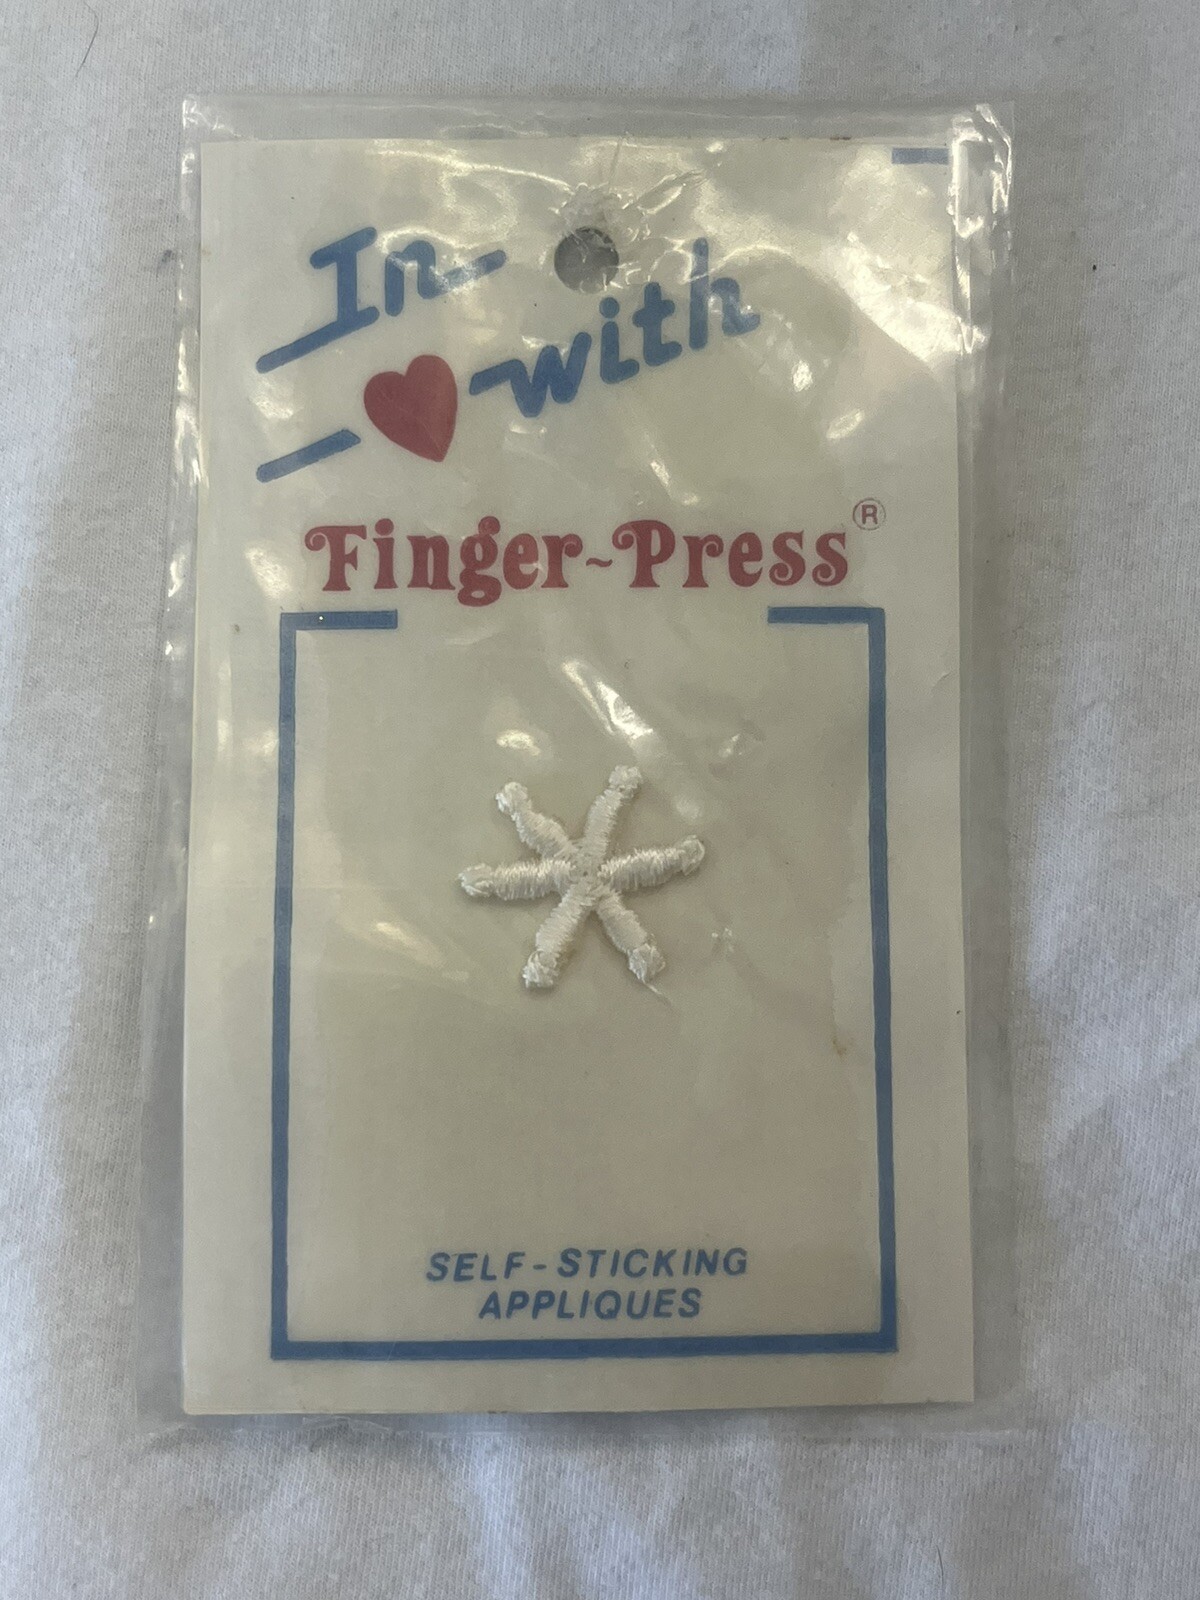 In
♥ with
Finger-Press®
SELF-STICKING
APPLIQUES